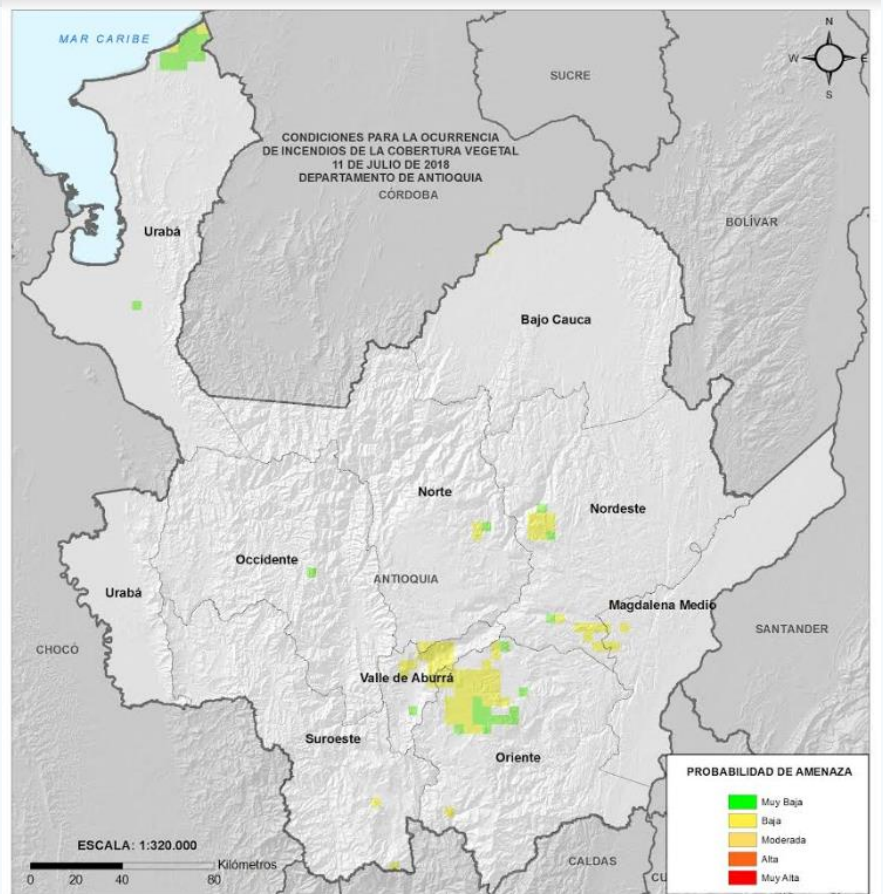 MAR CARIBE
N
W
E
S
SUCRE
CONDICIONES PARA LA OCURRENCIA
DE INCENDIOS DE LA COBERTURA VEGETAL
11 DE JULIO DE 2018
DEPARTAMENTO DE ANTIOQUIA
CÓRDOBA
BOLÍVAR
Urabá
Bajo Cauca
Norte
Nordeste
Occidente
ANTIOQUIA
Urabá
Magdalena Medio
CHOCÓ
SANTANDER
Valle de Aburrá
Suroeste
Oriente
PROBABILIDAD DE AMENAZA
Muy Baja
Baja
Moderada
Alta
Muy Alta
ESCALA: 1:320.000
Kilómetros
0 20 40 80
CALDAS
CU